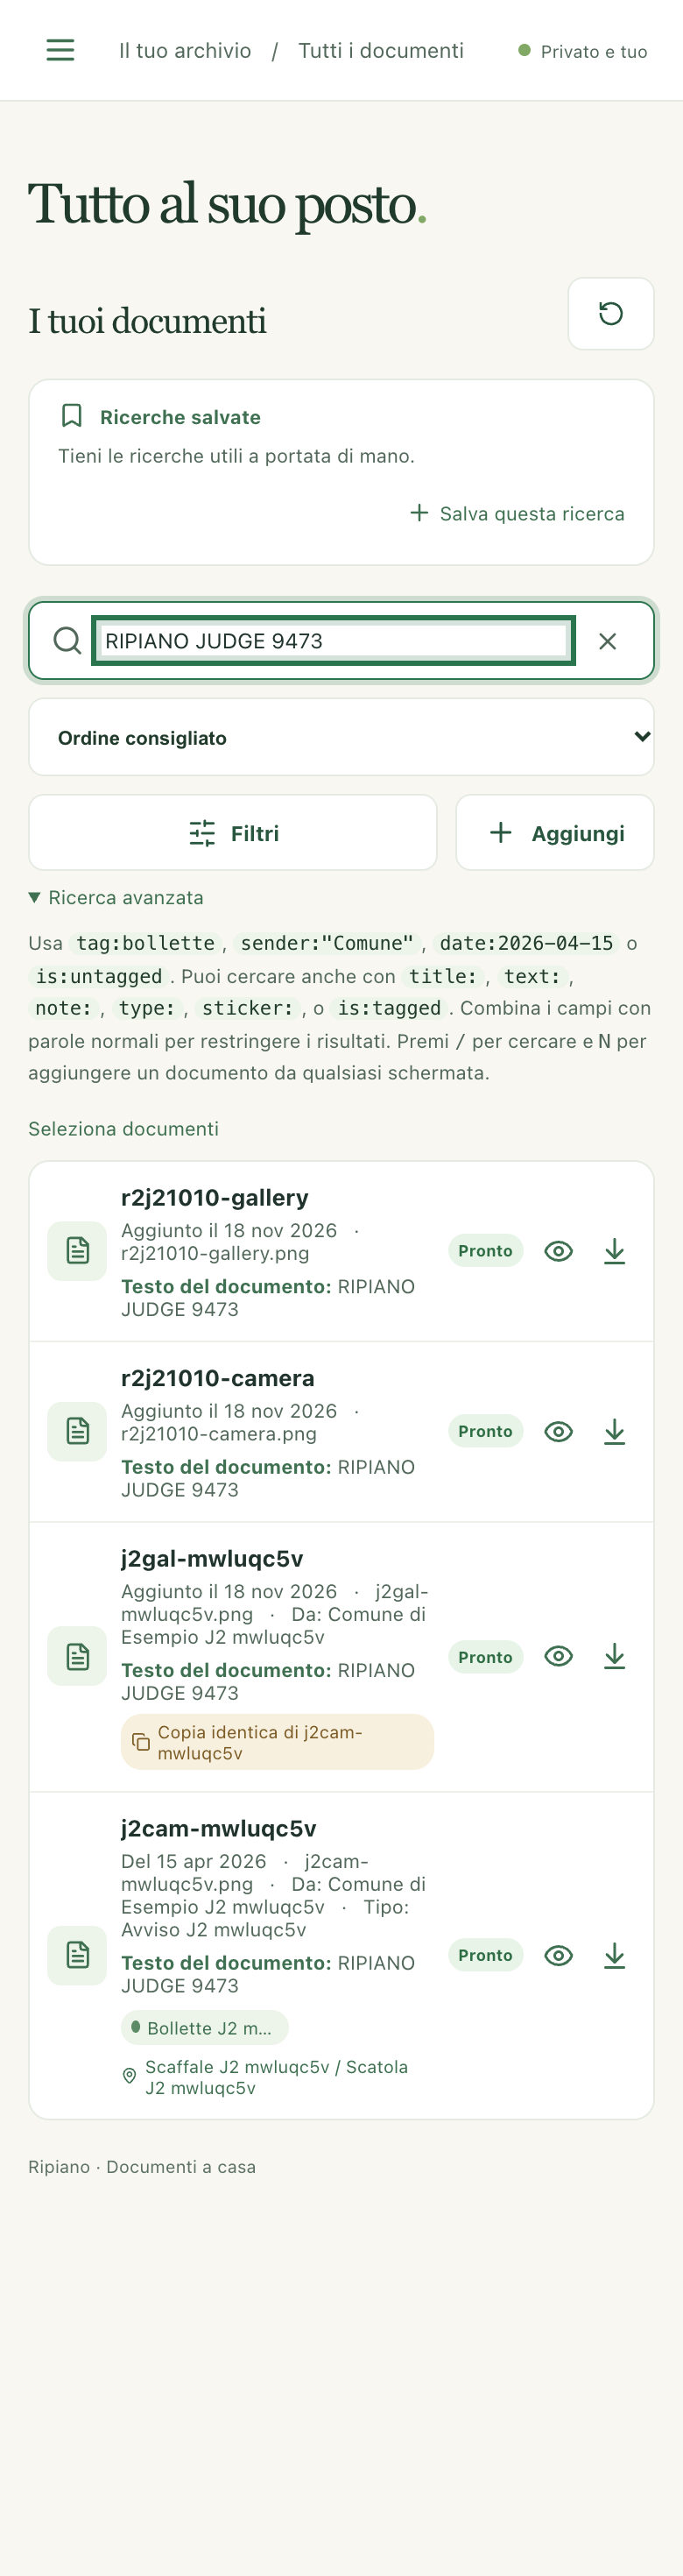 Il tuo archivio / Tutti i documenti
Privato e tuo
Tutto al suo posto.
I tuoi documenti
Ricerche salvate
Tieni le ricerche utili a portata di mano.
Salva questa ricerca
RIPIANO JUDGE 9473
Ordine consigliato
Filtri
Aggiungi
Ricerca avanzata
Usa tag:bollette, sender:"Comune", date:2026-04-15 o
is:untagged. Puoi cercare anche con title:, text:,
note:, type:, sticker:, o is:tagged. Combina i campi con
parole normali per restringere i risultati. Premi / per cercare e N per
aggiungere un documento da qualsiasi schermata.
Seleziona documenti
r2j21010-gallery
Aggiunto il 18 nov 2026 ·
r2j21010-gallery.png
Testo del documento: RIPIANO
JUDGE 9473
Pronto
r2j21010-camera
Aggiunto il 18 nov 2026 ·
r2j21010-camera.png
Testo del documento: RIPIANO
JUDGE 9473
Pronto
j2gal-mwluqc5v
Aggiunto il 18 nov 2026 · j2gal-
mwluqc5v.png · Da: Comune di
Esempio J2 mwluqc5v
Testo del documento: RIPIANO
JUDGE 9473
Copia identica di j2cam-
mwluqc5v
Pronto
j2cam-mwluqc5v
Del 15 apr 2026 · j2cam-
mwluqc5v.png · Da: Comune di
Esempio J2 mwluqc5v · Tipo:
Avviso J2 mwluqc5v
Testo del documento: RIPIANO
JUDGE 9473
Pronto
Bollette J2 m...
Scaffale J2 mwluqc5v / Scatola
J2 mwluqc5v
Ripiano · Documenti a casa